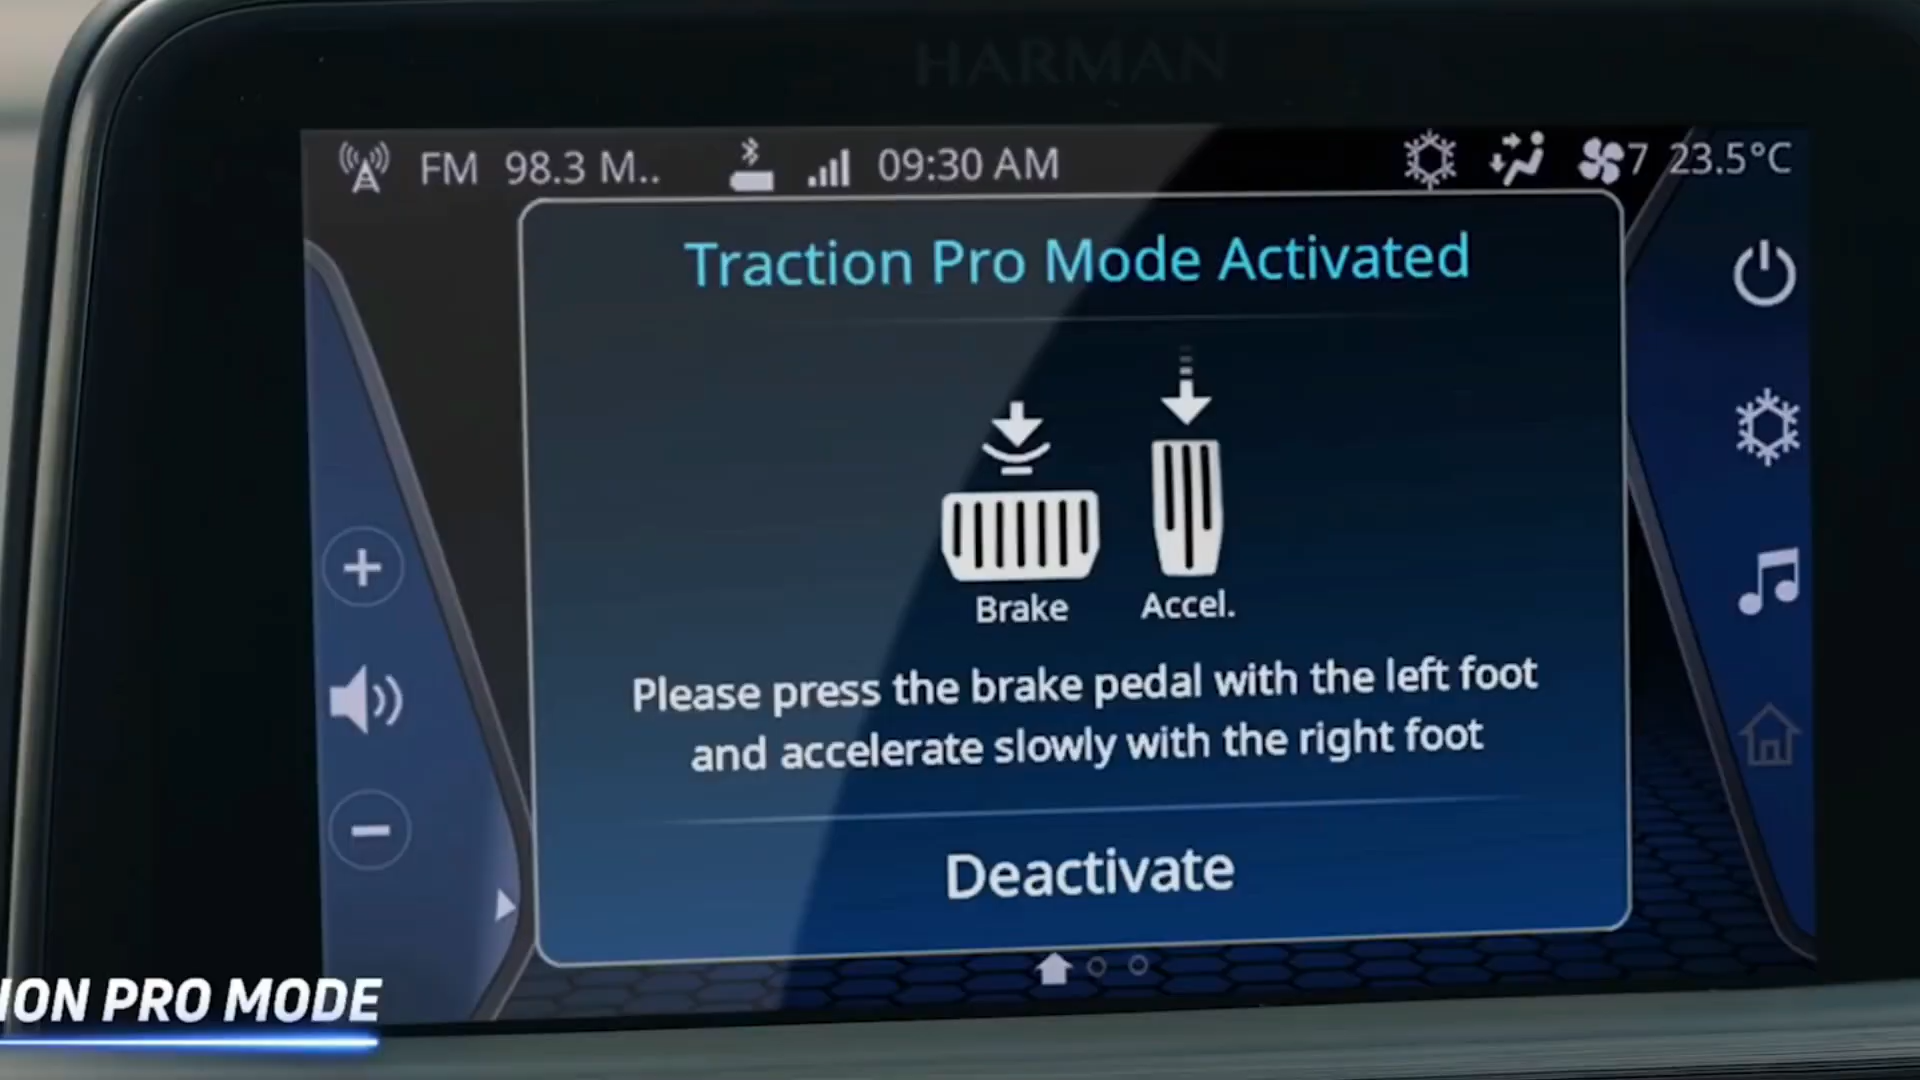 HARMAN
FM 98.3 M.. 09:30 AM 7 23.5°C
Traction Pro Mode Activated
Brake Accel.
Please press the brake pedal with the left foot
and accelerate slowly with the right foot
Deactivate
ION PRO MODE